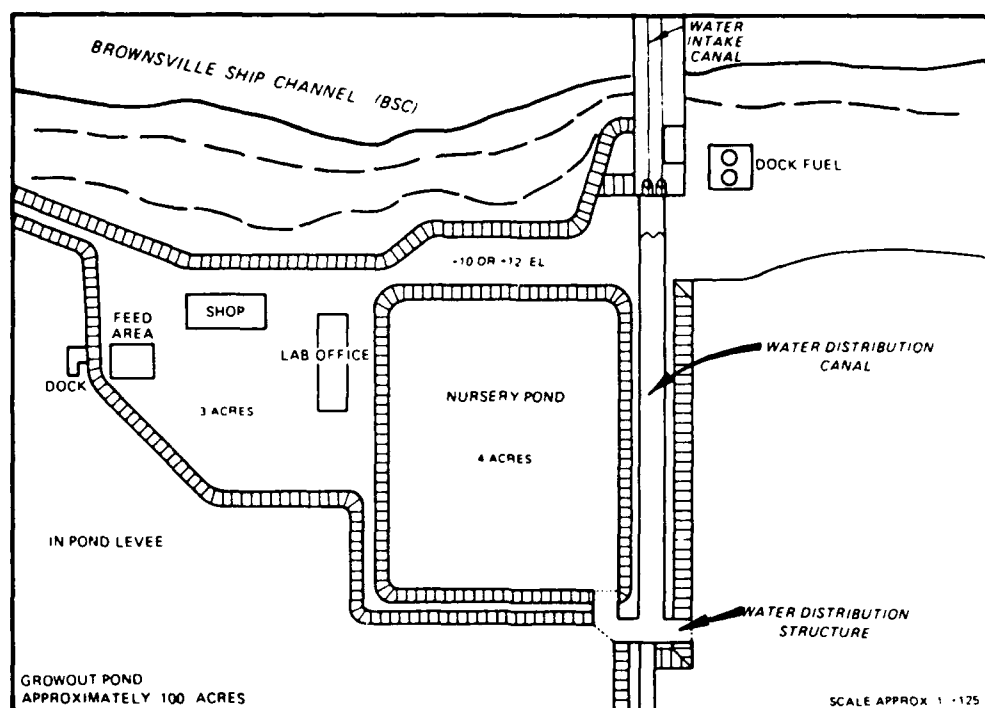 WATER
INTAKE
CANAL
BROWNSVILLE SHIP CHANNEL (BSC)
DOCK FUEL
-10 OR +12 EL
SHOP
FEED
AREA
LAB OFFICE
WATER DISTRIBUTION
CANAL
DOCK
NURSERY POND
3 ACRES
4 ACRES
IN POND LEVEE
WATER DISTRIBUTION
STRUCTURE
GROWOUT POND
APPROXIMATELY 100 ACRES
SCALE APPROX 1